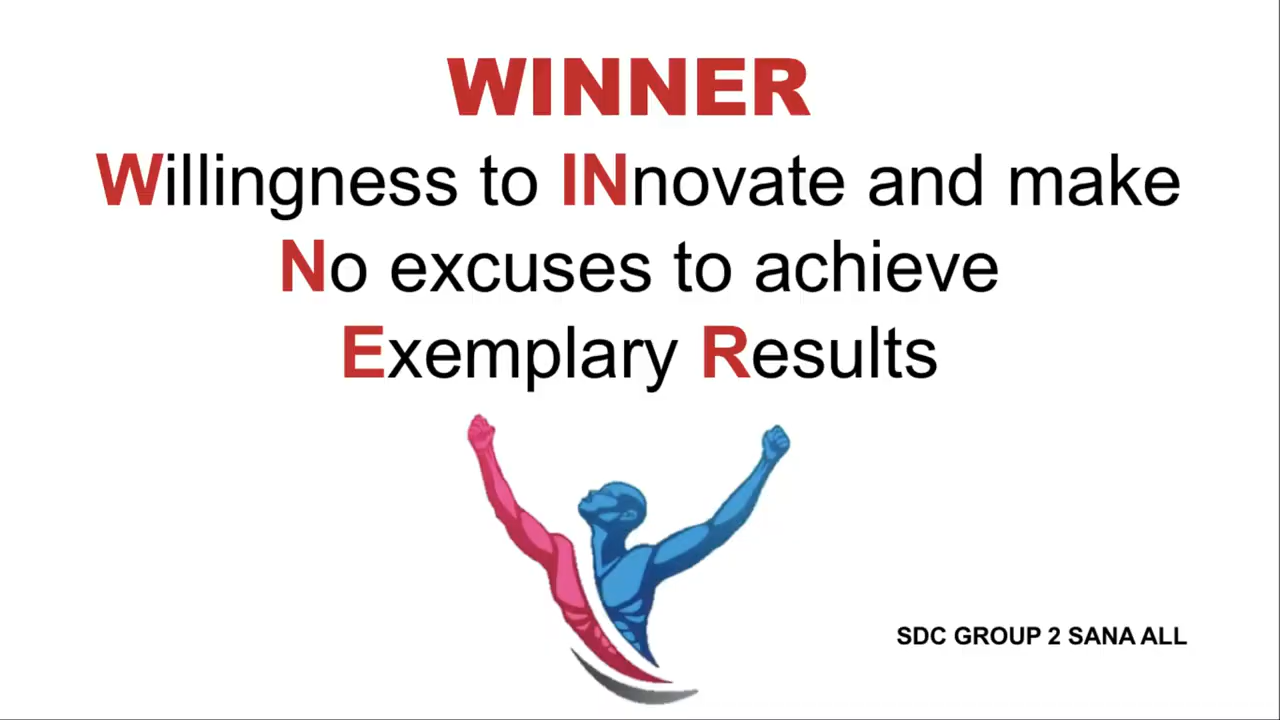 WINNER
Willingness to INnovate and make
No excuses to achieve
Exemplary Results
SDC GROUP 2 SANA ALL